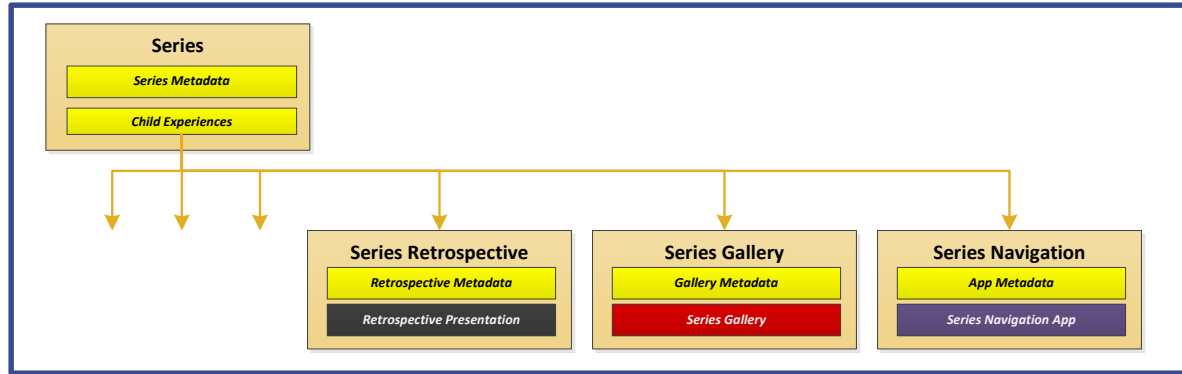 Series
Series Metadata
Child Experiences
Series Retrospective
Retrospective Metadata
Retrospective Presentation
Series Gallery
Gallery Metadata
Series Gallery
Series Navigation
App Metadata
Series Navigation App